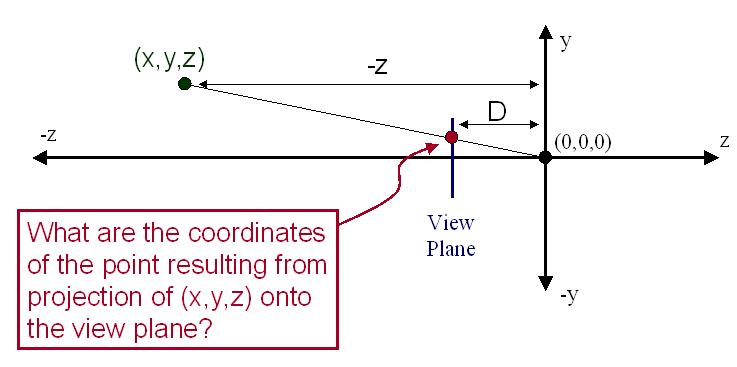 y
(x,y,z)
-z
D
-z
(0,0,0)
z
View
Plane
What are the coordinates
of the point resulting from
projection of (x,y,z) onto
the view plane?
-y